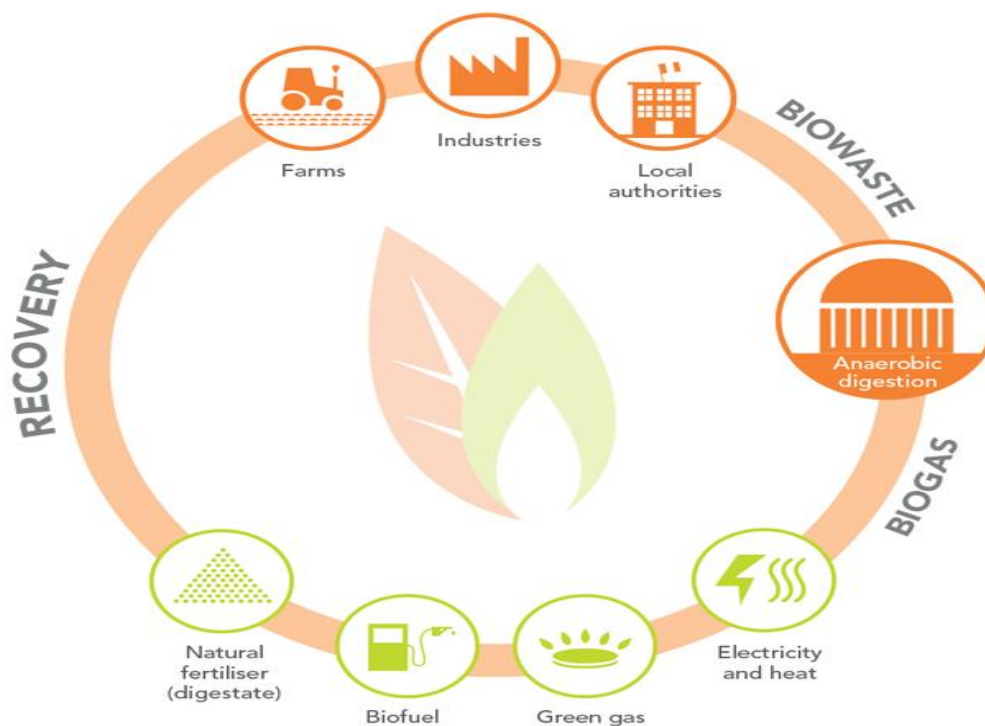 Farms
Industries
Local
authorities
BIOWASTE
Anaerobic
digestion
BIOGAS
Electricity
and heat
Green gas
Biofuel
Natural
fertiliser
(digestate)
RECOVERY